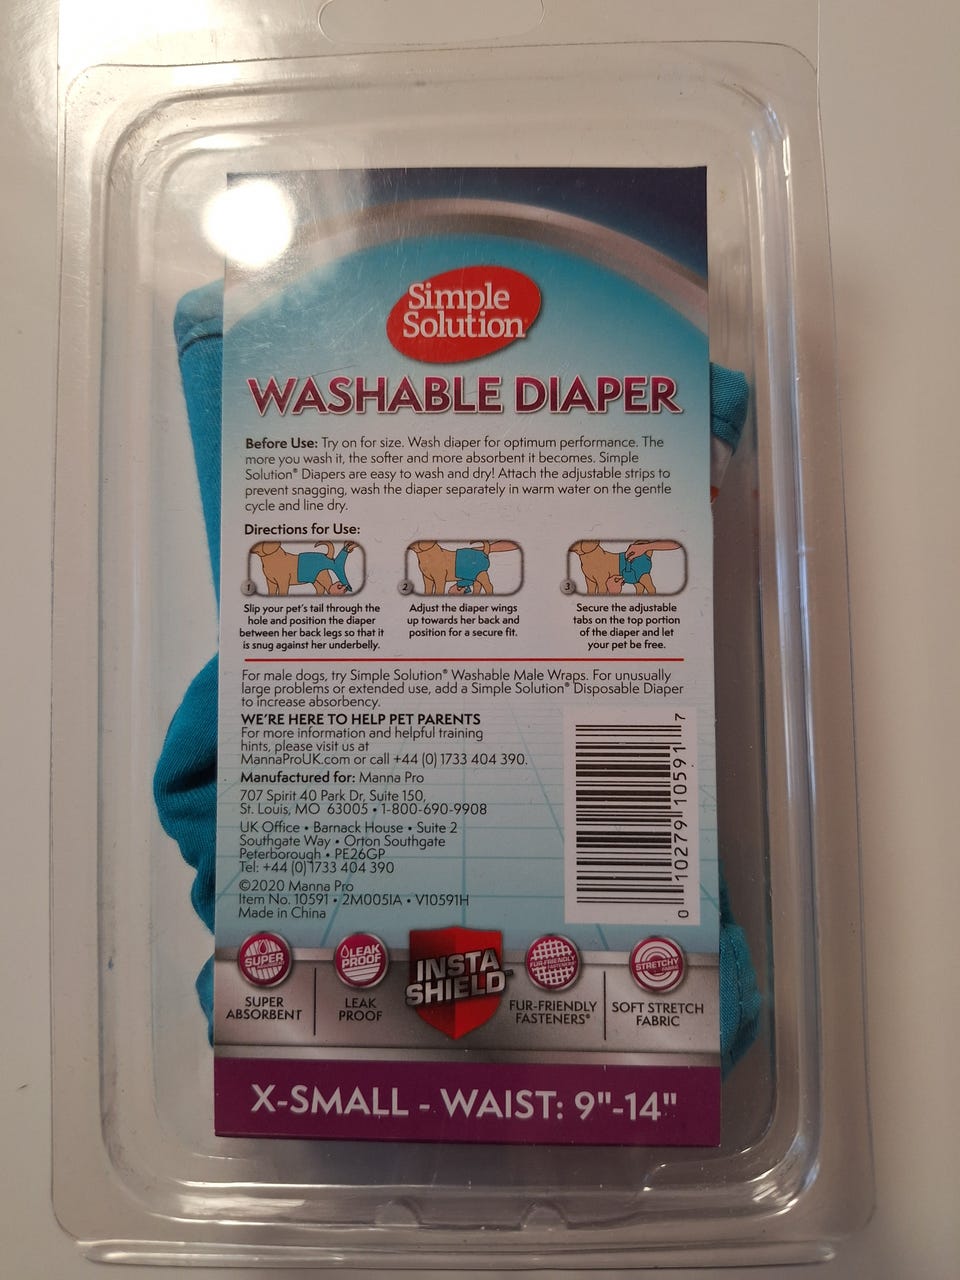 Simple
Solution®
WASHABLE DIAPER
Before Use: Try on for size. Wash diaper for optimum performance. The
more you wash it, the softer and more absorbent it becomes. Simple
Solution® Diapers are easy to wash and dry! Attach the adjustable strips to
prevent snagging, wash the diaper separately in warm water on the gentle
cycle and line dry.
Directions for Use:
1
Slip your pet's tail through the
hole and position the diaper
between her back legs so that it
is snug against her underbelly.
2
Adjust the diaper wings
up towards her back and
position for a secure fit.
3
Secure the adjustable
tabs on the top portion
of the diaper and let
your pet be free.
For male dogs, try Simple Solution® Washable Male Wraps. For unusually
large problems or extended use, add a Simple Solution® Disposable Diaper
to increase absorbency.
WE'RE HERE TO HELP PET PARENTS
For more information and helpful training
hints, please visit us at
MannaProUK.com or call +44 (0) 1733 404 390.
Manufactured for: Manna Pro
707 Spirit 40 Park Dr, Suite 150,
St. Louis, MO 63005 • 1-800-690-9908
UK Office • Barnack House • Suite 2
Southgate Way • Orton Southgate
Peterborough • PE26GP
Tel: +44 (0) 1733 404 390
©2020 Manna Pro
Item No. 10591 • 2M005IA • V10591H
Made in China
0 10279 10591 7
SUPER
SUPER
ABSORBENT
LEAK
PROOF
LEAK
PROOF
INSTA
SHIELD™
FUR-FRIENDLY
FASTENERS
FUR-FRIENDLY
FASTENERS®
STRETCHY
SOFT STRETCH
FABRIC
X-SMALL - WAIST: 9"-14"